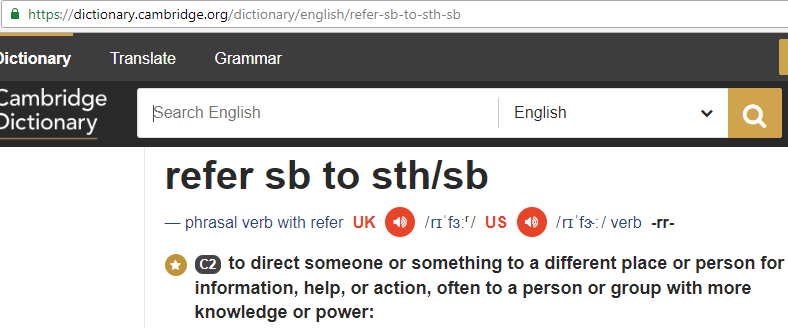 https://dictionary.cambridge.org/dictionary/english/refer-sb-to-sth-sb
Dictionary Translate Grammar
Cambridge
Dictionary
Search English English
refer sb to sth/sb
— phrasal verb with refer UK /rɪˈfɜːʳ/ US /rɪˈfɝː/ verb -rr-
C2 to direct someone or something to a different place or person for
information, help, or action, often to a person or group with more
knowledge or power: